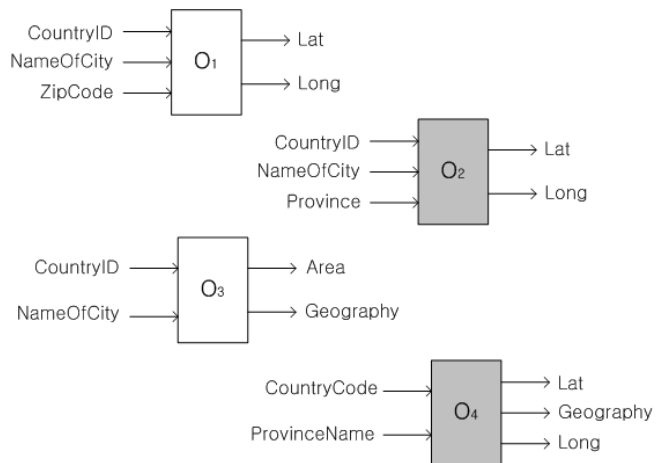 CountryID
NameOfCity
ZipCode
O1
Lat
Long
CountryID
NameOfCity
Province
O2
Lat
Long
CountryID
NameOfCity
O3
Area
Geography
CountryCode
ProvinceName
O4
Lat
Geography
Long